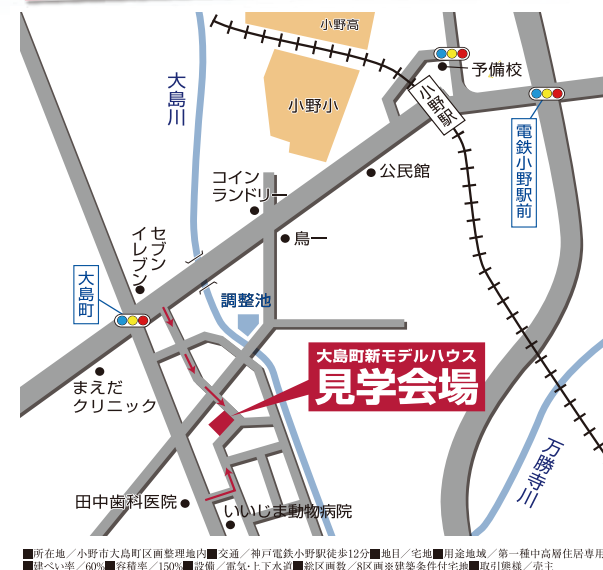 小野高
予備校
小野駅
小野小
大島川
電鉄小野駅前
公民館
コイン
ランドリー
鳥一
セブン
イレブン
大島町
調整池
大島町新モデルハウス
見学会場
まえだ
クリニック
万勝寺川
田中歯科医院
いいじま動物病院
■所在地／小野市大島町区画整理地内■交通／神戸電鉄小野駅徒歩12分■地目／宅地■用途地域／第一種中高層住居専用
■建ぺい率／60%■容積率／150%■設備／電気・上下水道■総区画数／8区画※建築条件付宅地■取引態様／売主